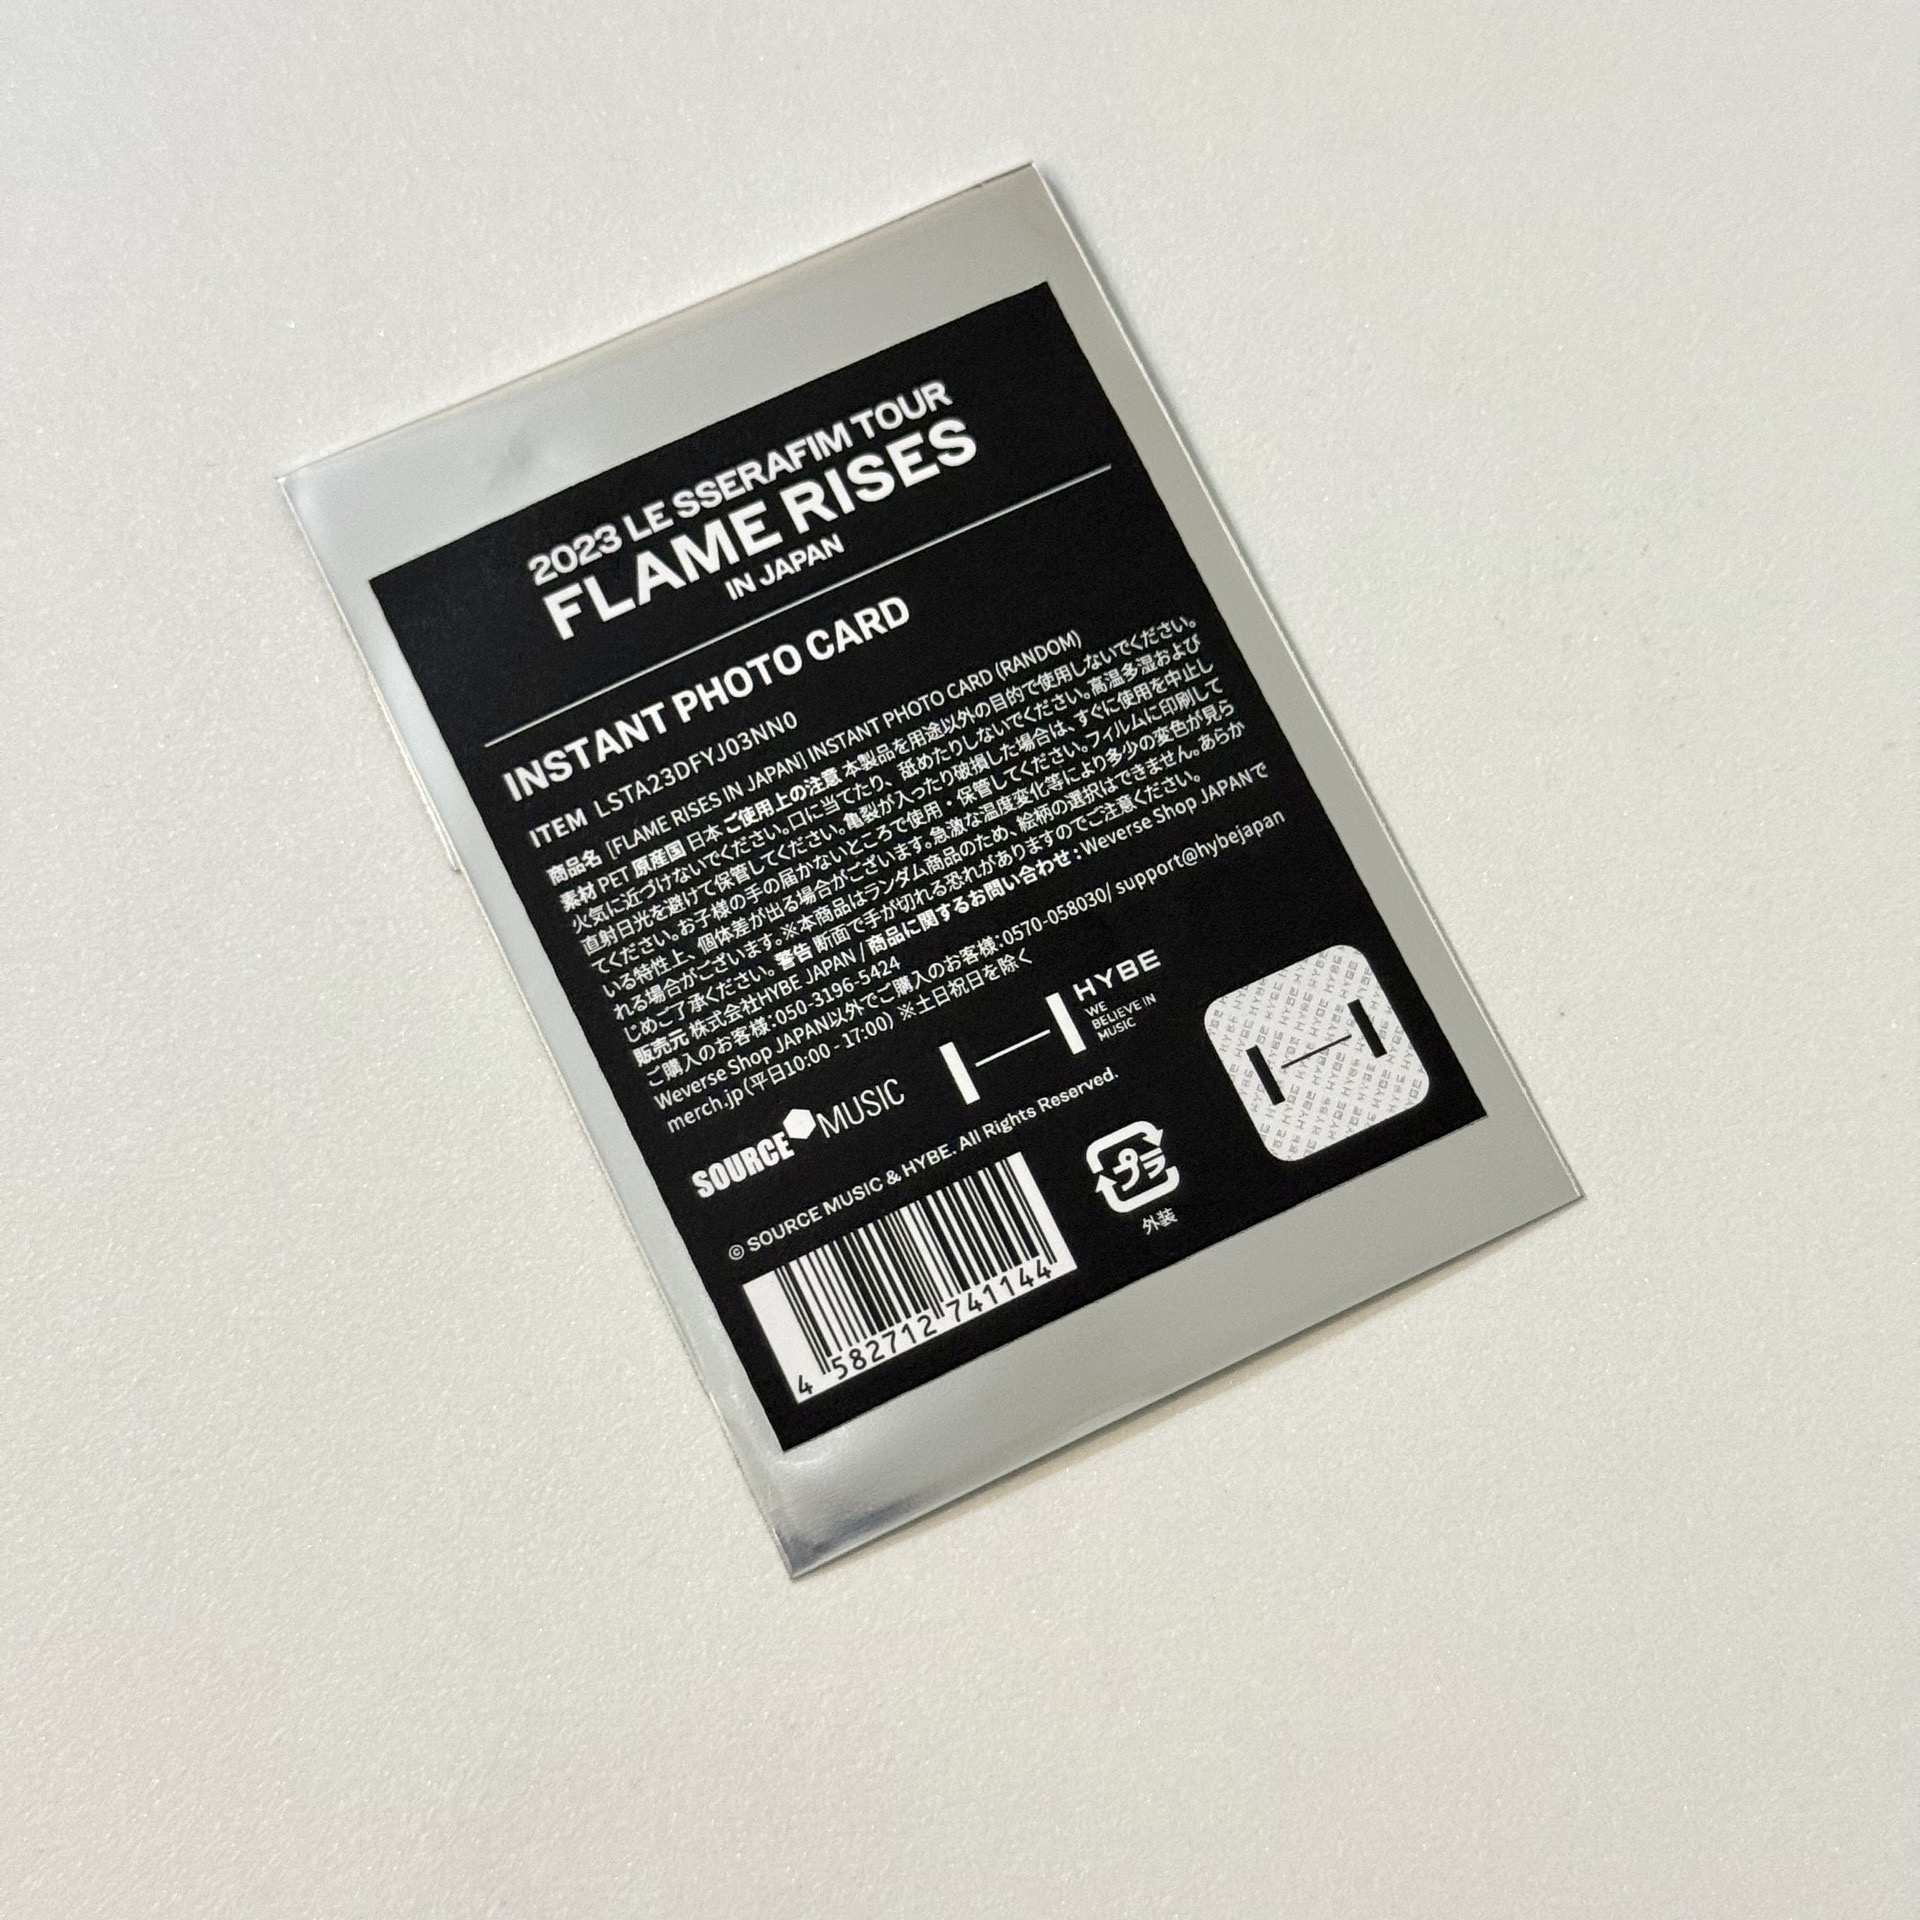 2023 LE SSERAFIM TOUR
FLAME RISES
IN JAPAN
INSTANT PHOTO CARD
ITEM LSTA23DFYJ03NN0
商品名 [FLAME RISES IN JAPAN] INSTANT PHOTO CARD (RANDOM)
素材 PET 原産国 日本 ご使用上の注意 本製品を用途以外の目的で使用しないでください。
火気に近づけないでください。口に当てたり、舐めたりしないでください。高温多湿および
直射日光を避けて保管してください。亀裂が入ったり破損した場合は、すぐに使用を中止し
てください。お子様の手の届かないところで使用・保管してください。フィルムに印刷して
いる特性上、個体差が出る場合がございます。急激な温度変化等により多少の変色が見ら
れる場合がございます。※本商品はランダム商品のため、絵柄の選択はできません。あらか
じめご了承ください。 警告 断面で手が切れる恐れがありますのでご注意ください。
販売元 株式会社HYBE JAPAN / 商品に関するお問い合わせ : Weverse Shop JAPANで
ご購入のお客様 : 050-3196-5424
Weverse Shop JAPAN以外でご購入のお客様 : 0570-058030/ support@hybejapan
merch.jp (平日10:00 - 17:00) ※土日祝日を除く
SOURCE MUSIC
HYBE
WE
BELIEVE IN
MUSIC
© SOURCE MUSIC & HYBE. All Rights Reserved.
4 582712 741144
プラ
外装